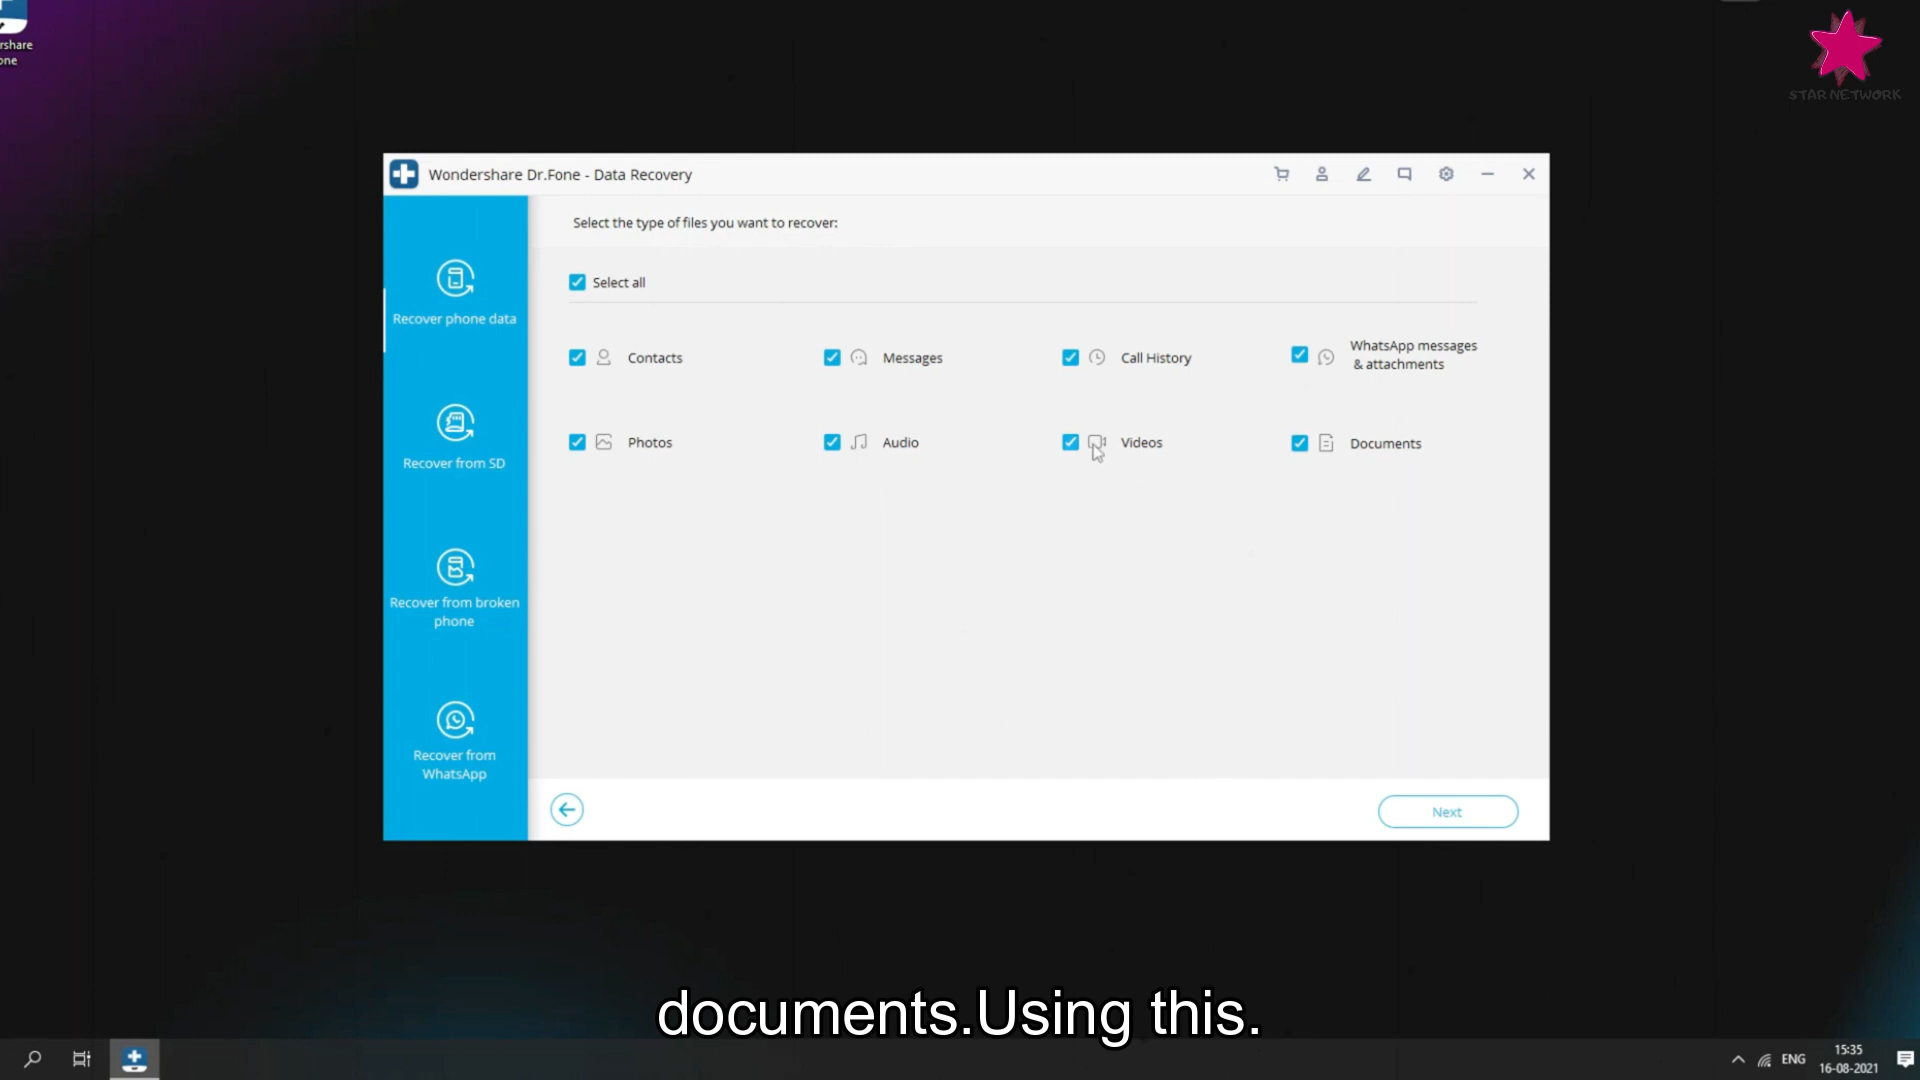 rshare
one
STAR NETWORK
Wondershare Dr.Fone - Data Recovery
Select the type of files you want to recover:
Select all
Recover phone data
Contacts
Messages
Call History
WhatsApp messages
& attachments
Recover from SD
Photos
Audio
Videos
Documents
Recover from broken
phone
Recover from
WhatsApp
Next
documents.Using this.
ENG
15:35
16-08-2021